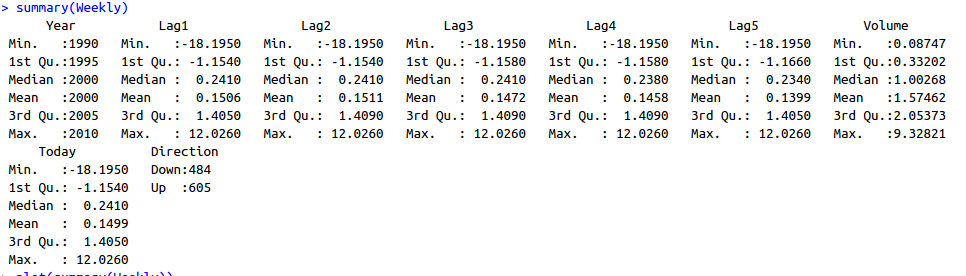 > summary(Weekly)
      Year           Lag1               Lag2               Lag3               Lag4               Lag5              Volume
 Min.   :1990   Min.   :-18.1950   Min.   :-18.1950   Min.   :-18.1950   Min.   :-18.1950   Min.   :-18.1950   Min.   :0.08747
 1st Qu.:1995   1st Qu.: -1.1540   1st Qu.: -1.1540   1st Qu.: -1.1580   1st Qu.: -1.1580   1st Qu.: -1.1660   1st Qu.:0.33202
 Median :2000   Median :  0.2410   Median :  0.2410   Median :  0.2410   Median :  0.2380   Median :  0.2340   Median :1.00268
 Mean   :2000   Mean   :  0.1506   Mean   :  0.1511   Mean   :  0.1472   Mean   :  0.1458   Mean   :  0.1399   Mean   :1.57462
 3rd Qu.:2005   3rd Qu.:  1.4050   3rd Qu.:  1.4090   3rd Qu.:  1.4090   3rd Qu.:  1.4090   3rd Qu.:  1.4050   3rd Qu.:2.05373
 Max.   :2010   Max.   : 12.0260   Max.   : 12.0260   Max.   : 12.0260   Max.   : 12.0260   Max.   : 12.0260   Max.   :9.32821
     Today          Direction
 Min.   :-18.1950   Down:484
 1st Qu.: -1.1540   Up  :605
 Median :  0.2410
 Mean   :  0.1499
 3rd Qu.:  1.4050
 Max.   : 12.0260